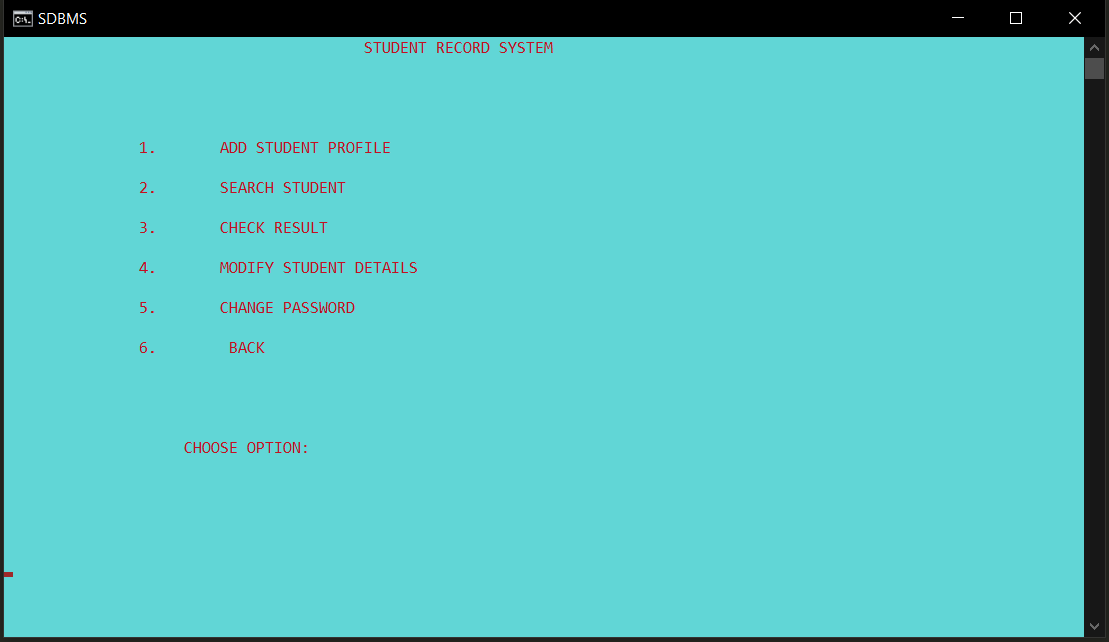 SDBMS
STUDENT RECORD SYSTEM
1. ADD STUDENT PROFILE
2. SEARCH STUDENT
3. CHECK RESULT
4. MODIFY STUDENT DETAILS
5. CHANGE PASSWORD
6. BACK
CHOOSE OPTION: